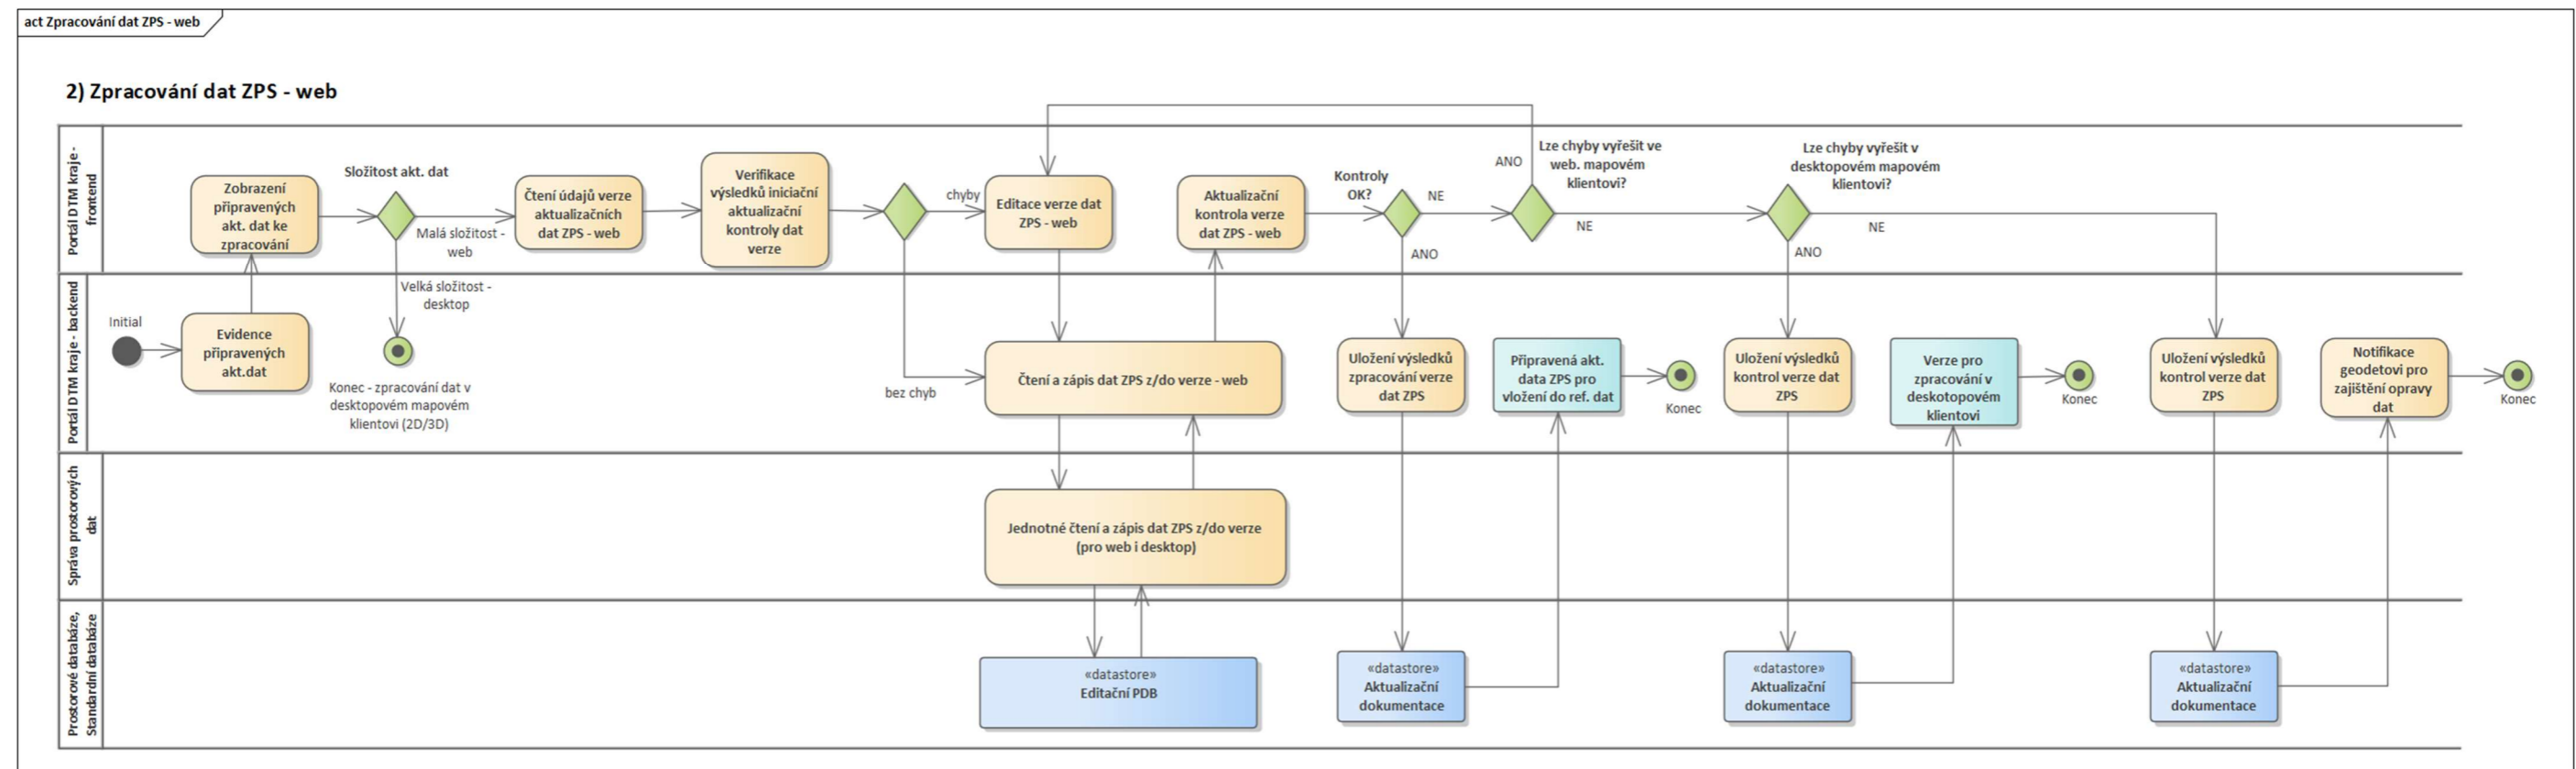 act Zpracování dat ZPS - web
2) Zpracování dat ZPS - web
Portál DTM kraje -
frontend
Zobrazení
připravených
akt. dat ke
zpracování
Složitost akt. dat
Malá složitost -
web
Čtení údajů verze
aktualizačních
dat ZPS - web
Verifikace
výsledků iniciační
aktualizační
kontroly dat
verze
chyby
Editace verze dat
ZPS - web
Aktualizační
kontrola verze
dat ZPS - web
Kontroly
OK?
NE
ANO
ANO
Lze chyby vyřešit ve
web. mapovém
klientovi?
NE
Lze chyby vyřešit v
desktopovém mapovém
klientovi?
ANO
NE
Portál DTM kraje - backend
Initial
Evidence
připravených
akt.dat
Velká složitost -
desktop
Konec - zpracování dat v
desktopovém mapovém
klientovi (2D/3D)
bez chyb
Čtení a zápis dat ZPS z/do verze - web
Uložení výsledků
zpracování verze
dat ZPS
Připravená akt.
data ZPS pro
vložení do ref. dat
Konec
Uložení výsledků
kontrol verze dat
ZPS
Verze pro
zpracování v
deskotopovém
klientovi
Konec
Uložení výsledků
kontrol verze dat
ZPS
Notifikace
geodetovi pro
zajištění opravy
dat
Konec
Správa prostorových
dat
Jednotné čtení a zápis dat ZPS z/do verze
(pro web i desktop)
Prostorové databáze,
Standardní databáze
«datastore»
Editační PDB
«datastore»
Aktualizační
dokumentace
«datastore»
Aktualizační
dokumentace
«datastore»
Aktualizační
dokumentace